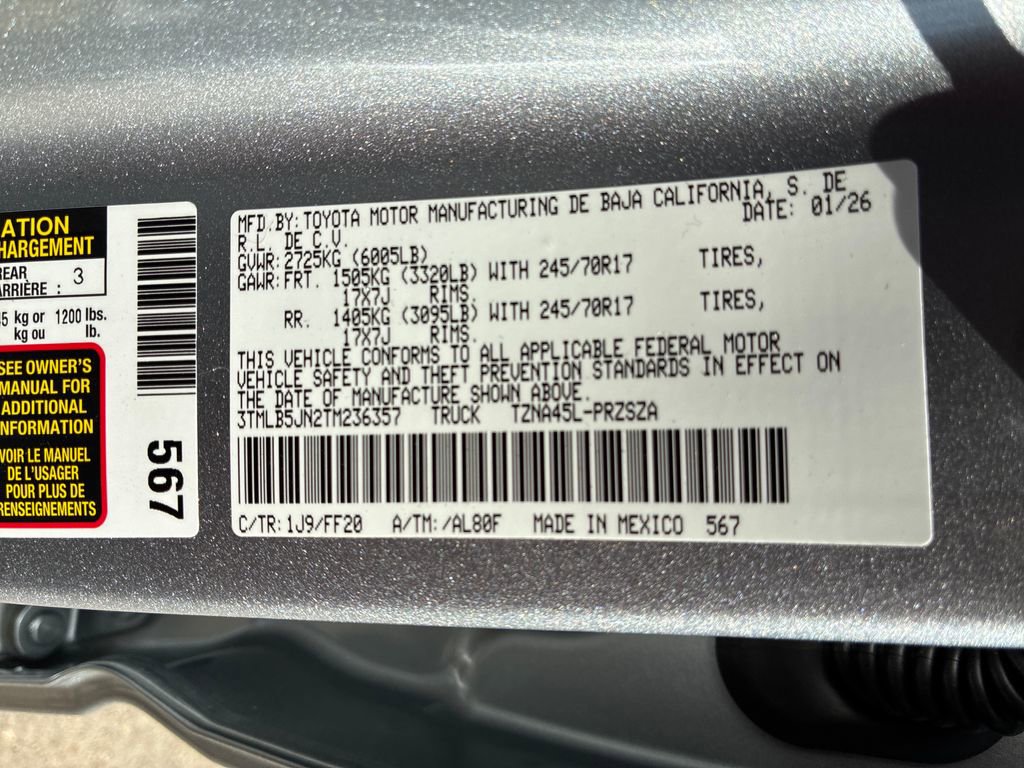 ATION
HARGEMENT
REAR
ARRIÈRE : 3
kg or 1200 lbs.
kg ou lb.
SEE OWNER'S
MANUAL FOR
ADDITIONAL
INFORMATION
VOIR LE MANUEL
DE L'USAGER
POUR PLUS DE
RENSEIGNEMENTS
567
MFD.BY: TOYOTA MOTOR MANUFACTURING DE BAJA CALIFORNIA, S. DE
R.L. DE C.V. DATE: 01/26
GVWR: 2725KG (6005LB)
GAWR: FRT. 1505KG (3320LB) WITH 245/70R17 TIRES,
17X7J RIMS.
RR. 1405KG (3095LB) WITH 245/70R17 TIRES,
17X7J RIMS.
THIS VEHICLE CONFORMS TO ALL APPLICABLE FEDERAL MOTOR
VEHICLE SAFETY AND THEFT PREVENTION STANDARDS IN EFFECT ON
THE DATE OF MANUFACTURE SHOWN ABOVE.
3TMLB5JN2TM236357 TRUCK TZNA45L-PRZSZA
C/TR: 1J9/FF20 A/TM: /AL80F MADE IN MEXICO 567